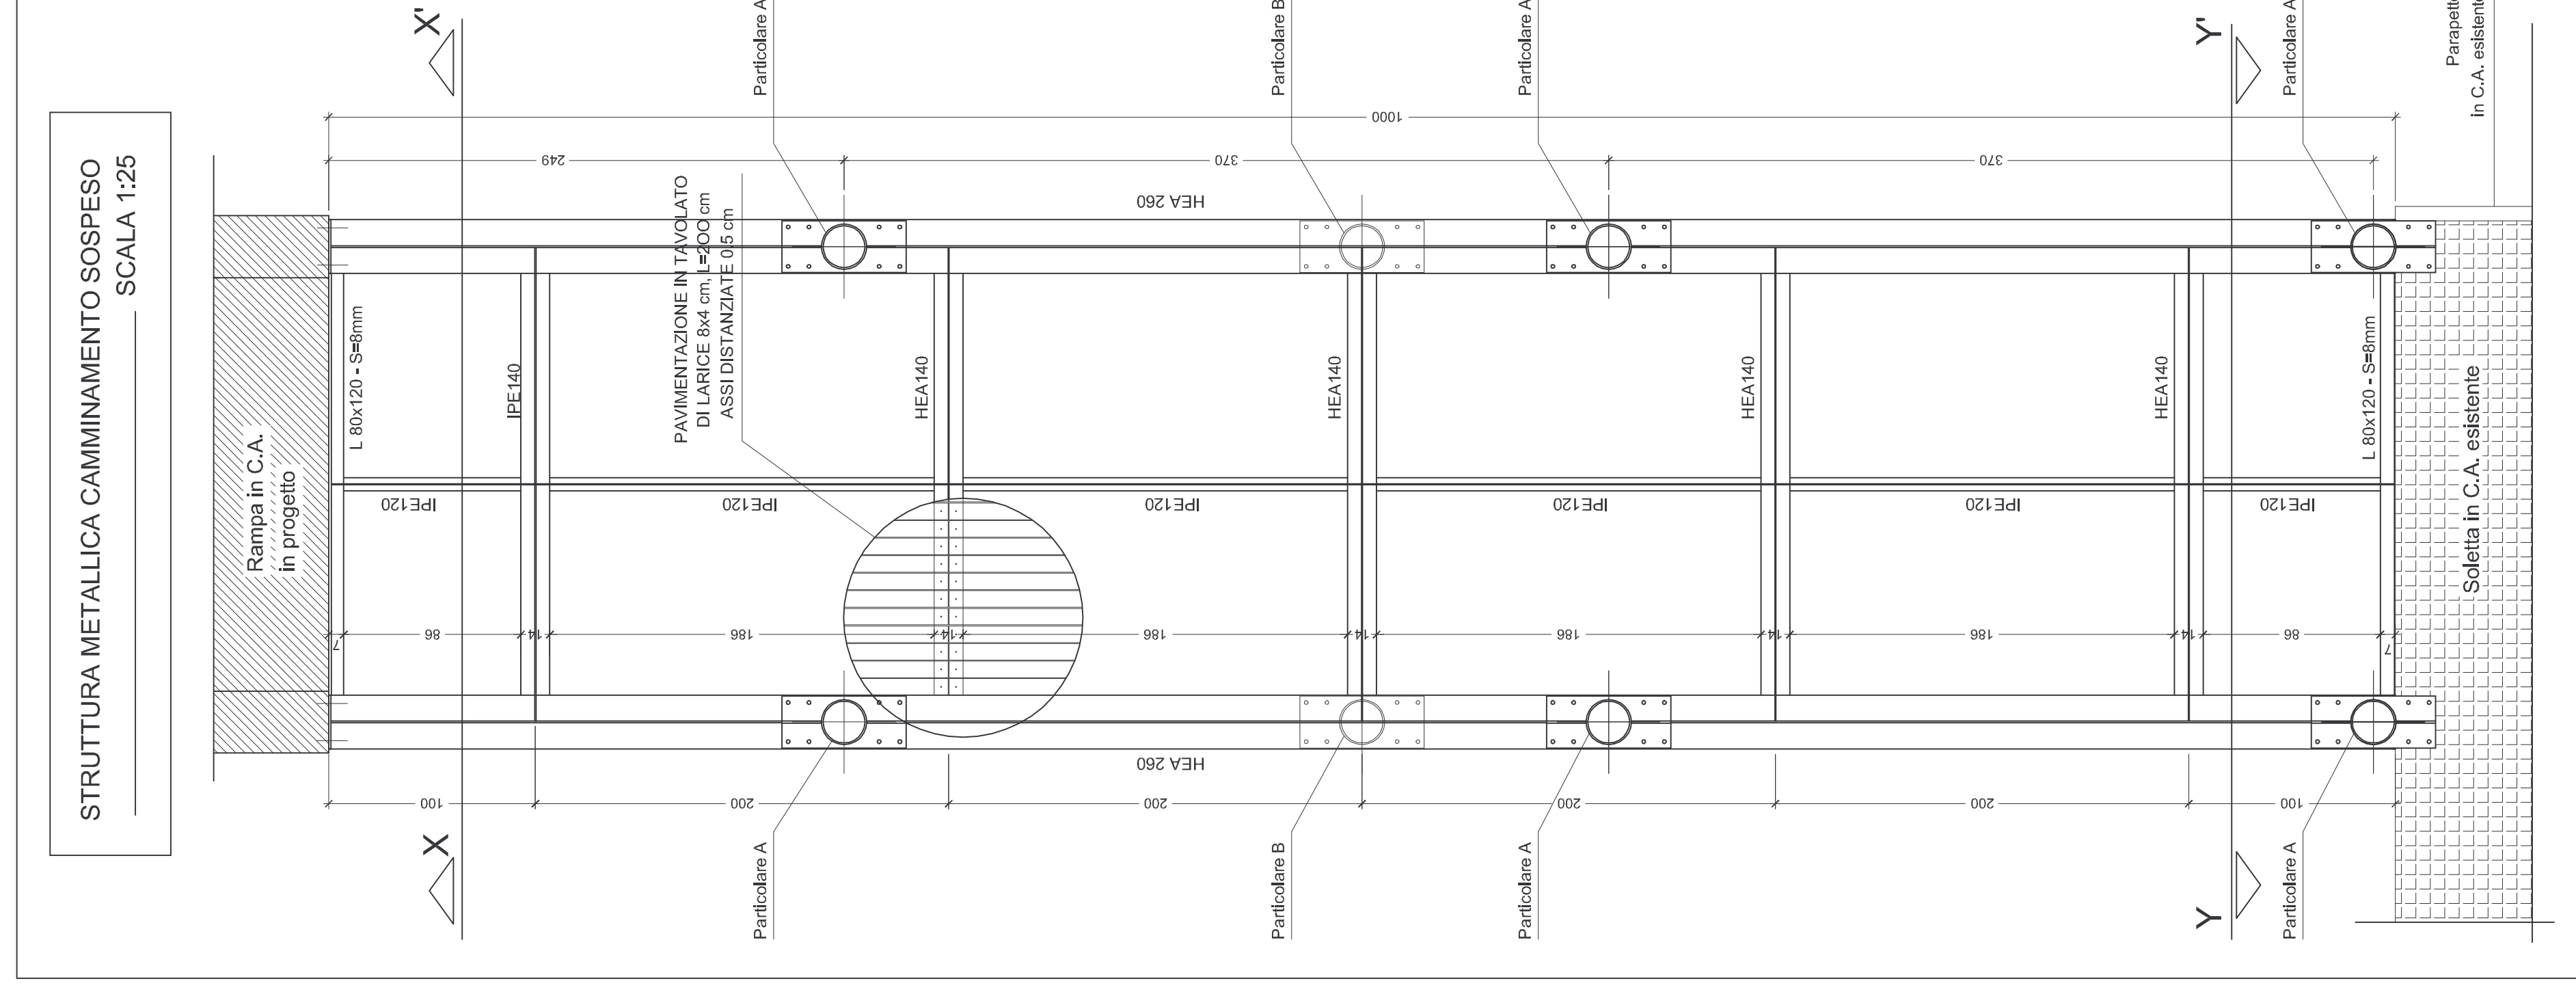 STRUTTURA METALLICA CAMMINAMENTO SOSPESO
SCALA 1:25
Rampa in C.A.
in progetto
X
X'
Particolare A
Particolare B
Particolare A
Particolare A
Parapetto
in C.A. esistente
Y'
1000
249
370
370
HEA 260
L 80x120 - S=8mm
IPE140
PAVIMENTAZIONE IN TAVOLATO
DI LARICE 8x4 cm, L=200 cm
ASSI DISTANZIATE 0.5 cm
HEA140
HEA140
HEA140
HEA140
L 80x120 - S=8mm
Soletta in C.A. esistente
IPE120
IPE120
IPE120
IPE120
IPE120
IPE120
7
86
14
186
14
186
14
186
14
186
14
86
7
HEA 260
100
200
200
200
200
100
Particolare A
Particolare B
Particolare A
Y
Particolare A